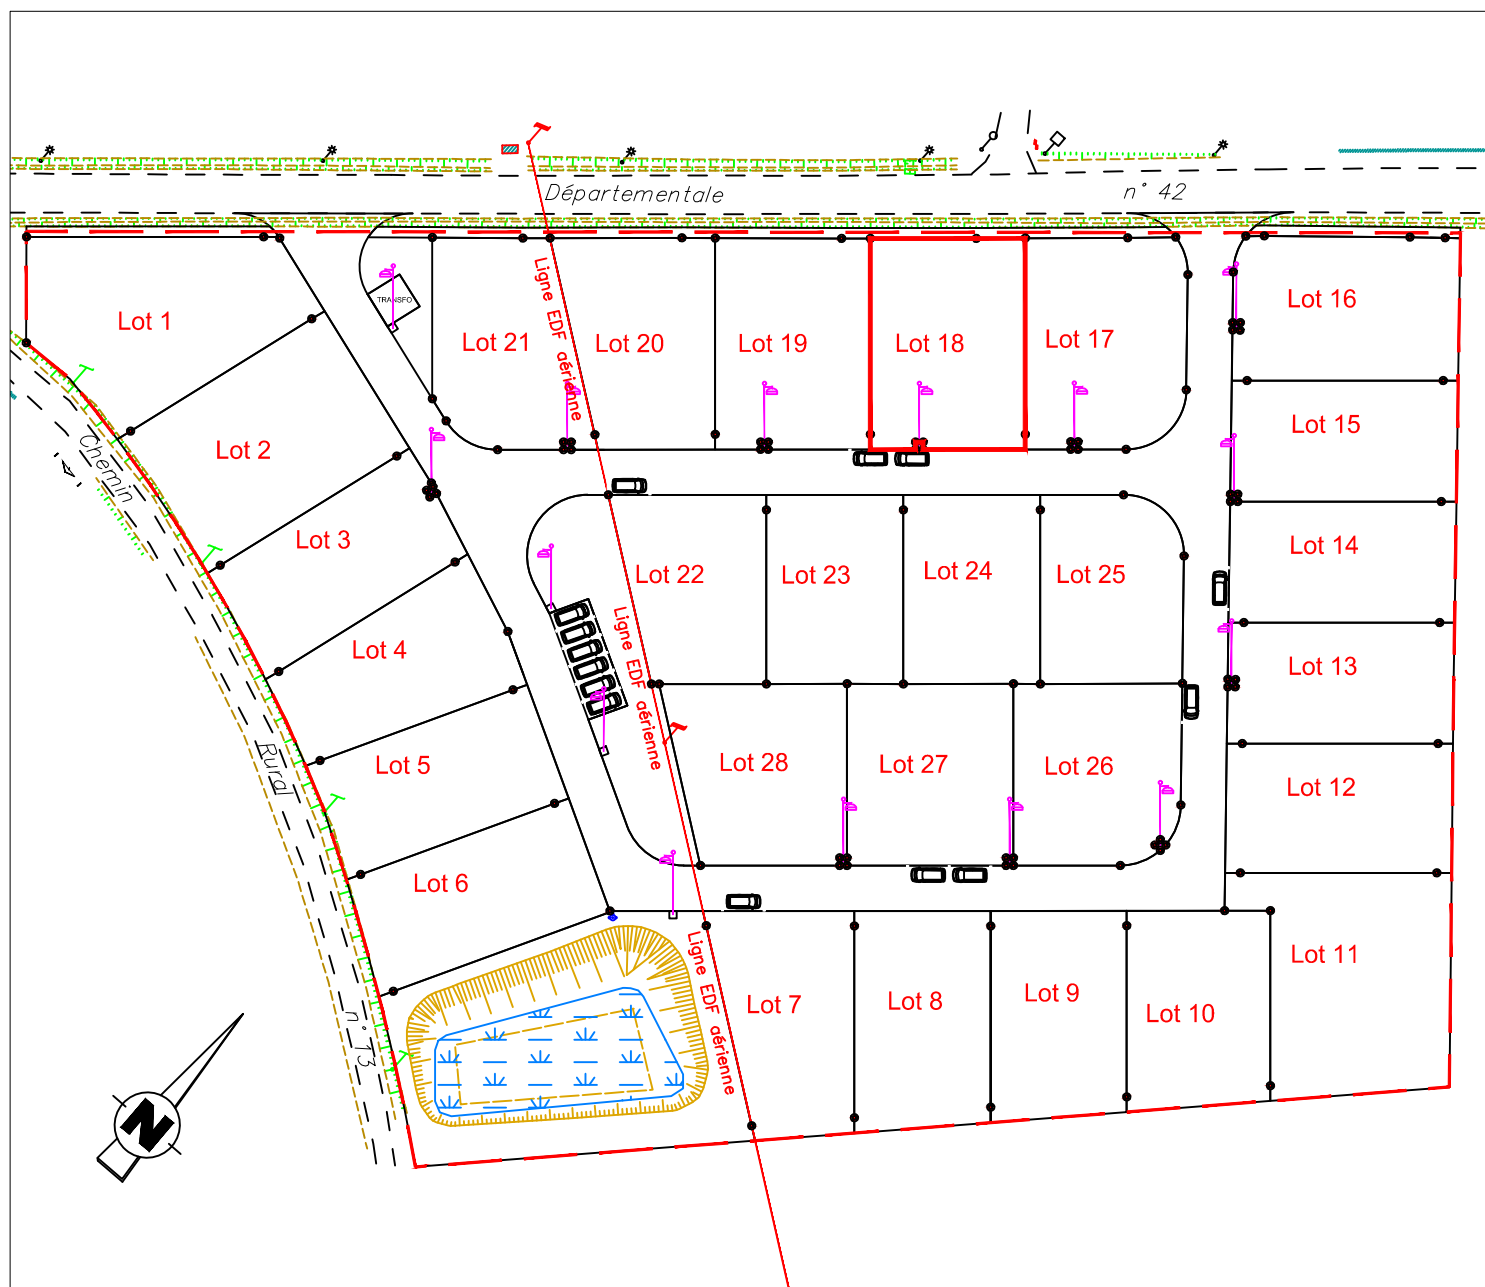 Départementale
n° 42
Ligne EDF aérienne
TRANSFO
Lot 1
Lot 21
Lot 20
Lot 19
Lot 18
Lot 17
Lot 16
Lot 2
Lot 15
Chemin
Lot 3
Lot 14
Lot 22
Lot 23
Lot 24
Lot 25
Ligne EDF aérienne
Lot 4
Lot 13
Rural
Lot 5
Lot 28
Lot 27
Lot 26
Lot 12
Lot 6
Ligne EDF aérienne
Lot 7
Lot 8
Lot 9
Lot 10
Lot 11
n° 13
N